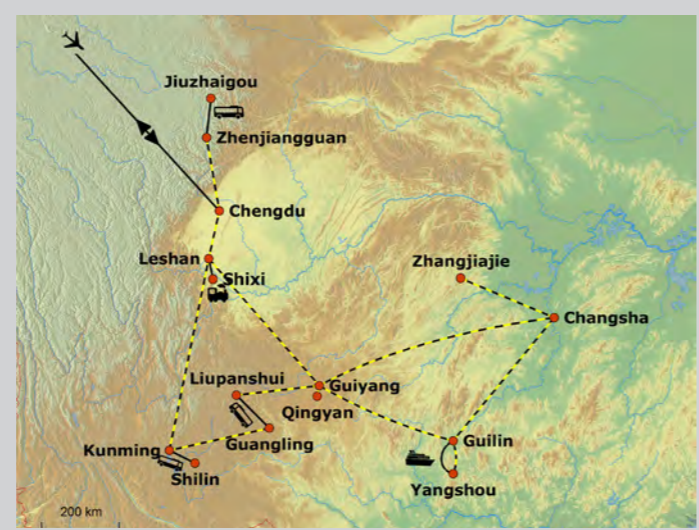 Jiuzhaigou
Zhenjiangguan
Chengdu
Leshan
Shixi
Zhangjiajie
Changsha
Liupanshui
Guiyang
Qingyan
Guangling
Guilin
Kunming
Shilin
Yangshou
200 km